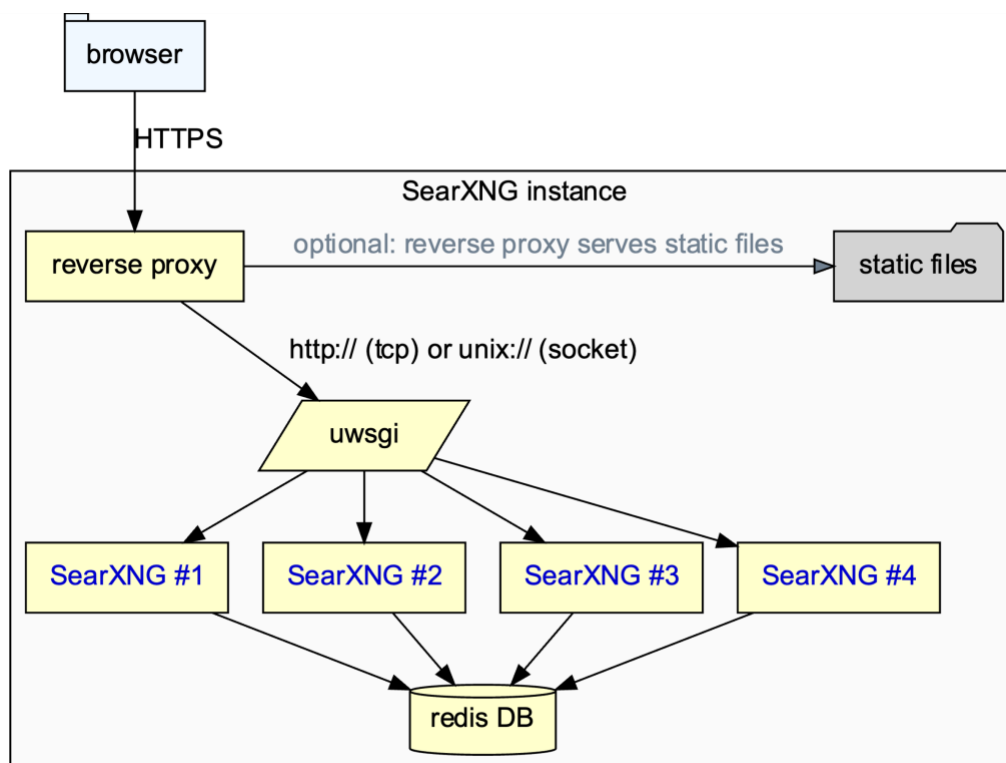 browser
HTTPS
SearXNG instance
reverse proxy
optional: reverse proxy serves static files
static files
http:// (tcp) or unix:// (socket)
uwsgi
SearXNG #1
SearXNG #2
SearXNG #3
SearXNG #4
redis DB